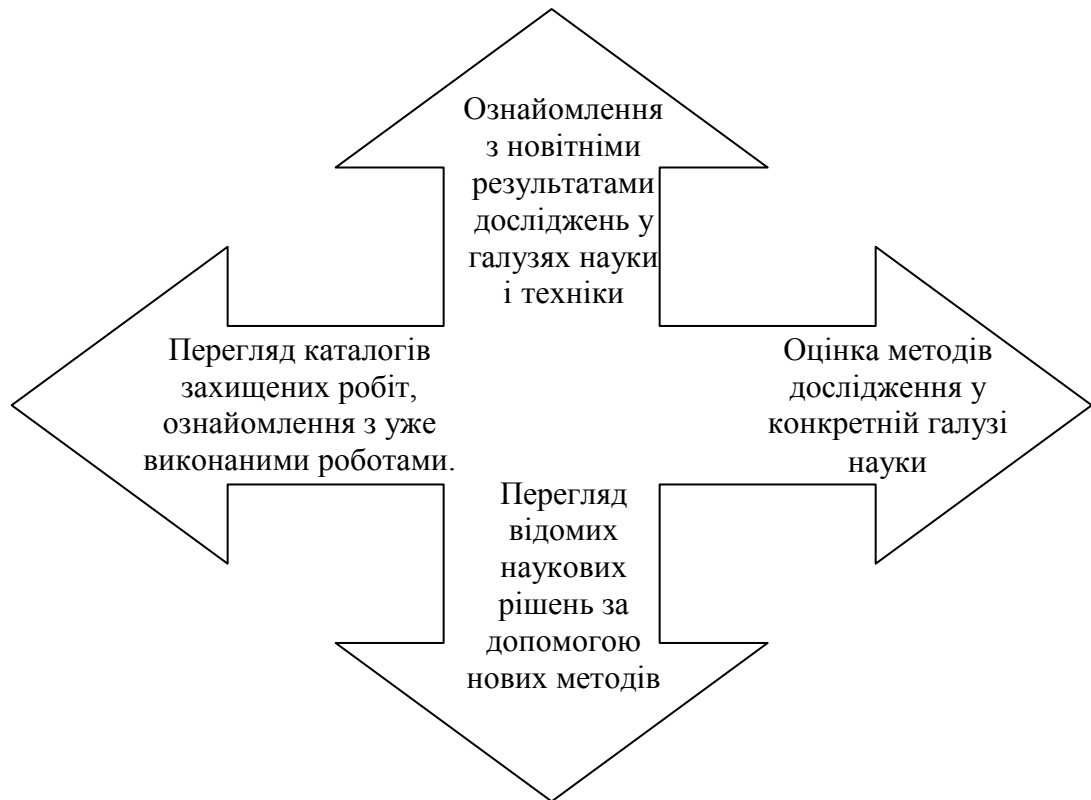 Ознайомлення
з новітніми
результатами
досліджень у
галузях науки
і техніки
Перегляд каталогів
захищених робіт,
ознайомлення з уже
виконаними роботами.
Оцінка методів
дослідження у
конкретній галузі
науки
Перегляд
відомих
наукових
рішень за
допомогою
нових методів